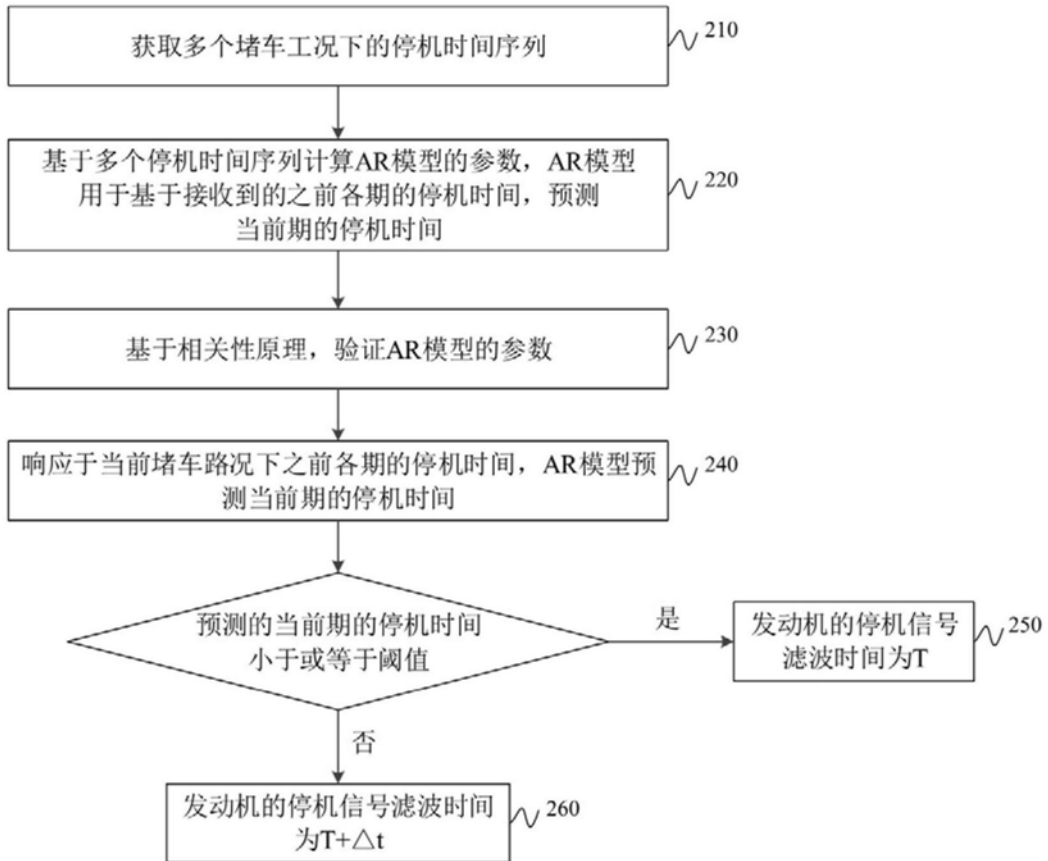 获取多个堵车工况下的停机时间序列
210
基于多个停机时间序列计算AR模型的参数，AR模型
用于基于接收到的之前各期的停机时间，预测
当前期的停机时间
220
基于相关性原理，验证AR模型的参数
230
响应于当前堵车路况下之前各期的停机时间，AR模型预
测当前期的停机时间
240
预测的当前期的停机时间
小于或等于阈值
是
发动机的停机信号
滤波时间为T
250
否
发动机的停机信号滤波时间
为T+△t
260